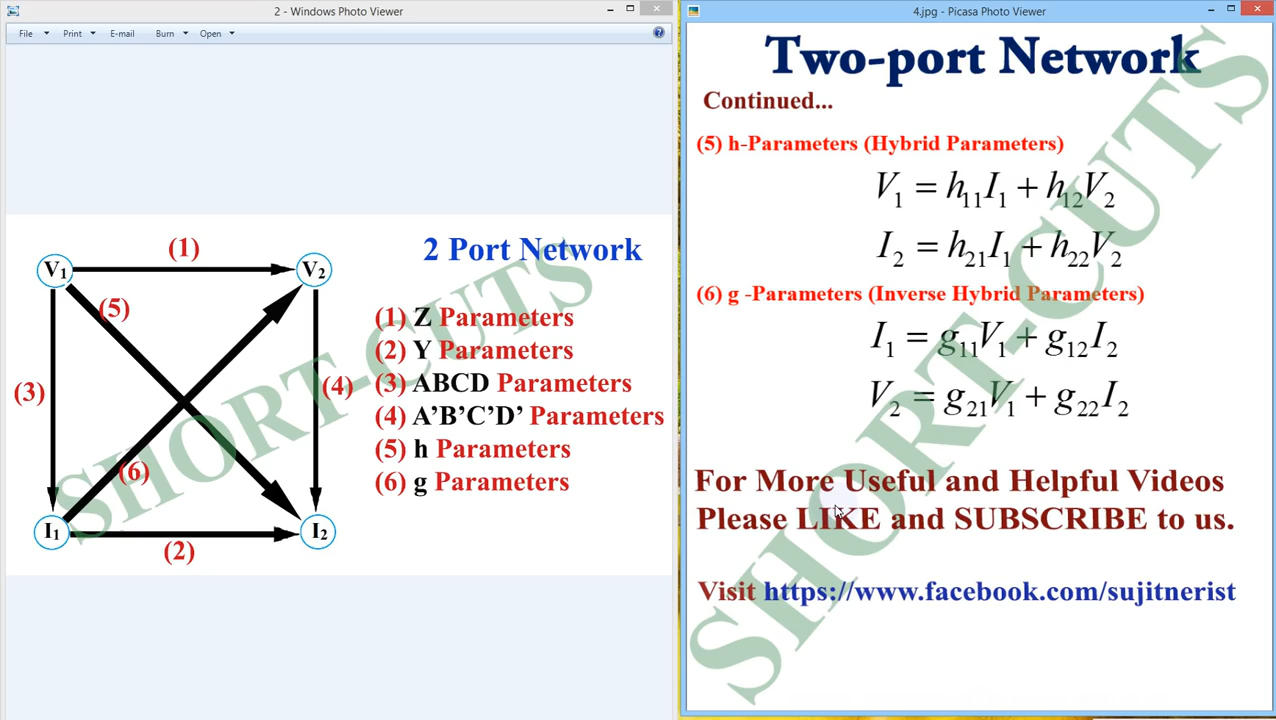 2 - Windows Photo Viewer
File Print E-mail Burn Open
(1)
V1 V2
(5)
(3)
(4)
(6)
I1 I2
(2)
2 Port Network
(1) Z Parameters
(2) Y Parameters
(3) ABCD Parameters
(4) A’B’C’D’ Parameters
(5) h Parameters
(6) g Parameters
SHORT-CUTS
4.jpg - Picasa Photo Viewer
Two-port Network
Continued...
(5) h-Parameters (Hybrid Parameters)
V1 = h11I1 + h12V2
I2 = h21I1 + h22V2
(6) g -Parameters (Inverse Hybrid Parameters)
I1 = g11V1 + g12I2
V2 = g21V1 + g22I2
For More Useful and Helpful Videos
Please LIKE and SUBSCRIBE to us.
Visit https://www.facebook.com/sujitnerist
SHORT-CUTS